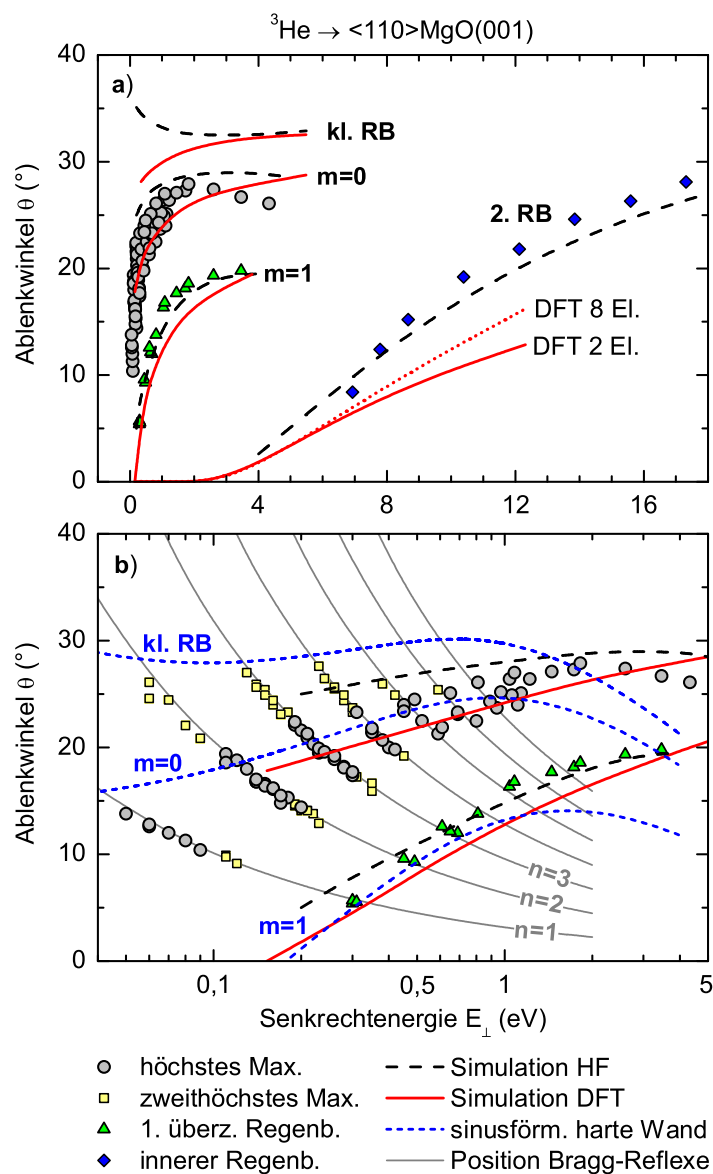 ³He → <110>MgO(001)
a)
40
30
20
10
0
Ablenkwinkel θ (°)
kl. RB
m=0
m=1
2. RB
DFT 8 El.
DFT 2 El.
0 4 8 12 16
b)
40
30
20
10
0
Ablenkwinkel θ (°)
kl. RB
m=0
m=1
n=3
n=2
n=1
0,1 0,5 1 5
Senkrechtenergie E⊥ (eV)
höchstes Max.
zweithöchstes Max.
1. überz. Regenb.
innerer Regenb.
Simulation HF
Simulation DFT
sinusförm. harte Wand
Position Bragg-Reflexe